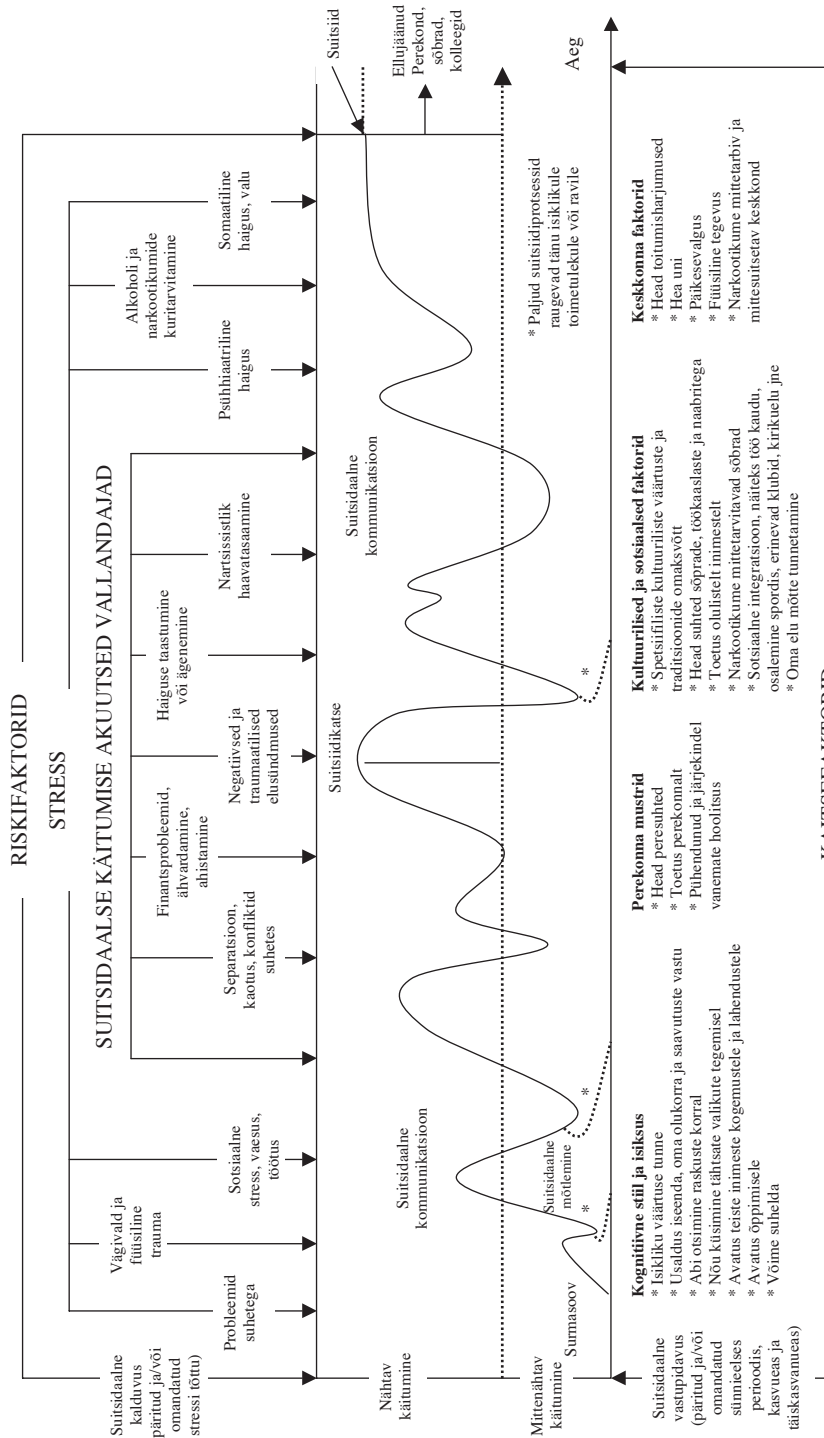 RISKIFAKTORID
STRESS
SUITSIDAALSE KÄITUMISE AKUUTSED VALLANDAJAD
Suitsidaalne
kalduvus
päritud ja/või
omandatud
stressi tõttu)
Probleemid
suhetega
Vägivald ja
füüsiline
trauma
Sotsiaalne
stress, vaesus,
töötus
Separatsioon,
kaotus, konfliktid
suhetes
Finantsprobleemid,
ähvardamine,
ahistamine
Negatiivsed ja
traumaatilised
elusündmused
Haiguse taastumine
või ägenemine
Nartsissistlik
haavatasaamine
Psühhiaatriline
haigus
Alkoholi ja
narkootikumide
kuritarvitamine
Somaatiline
haigus, valu
Nähtav
käitumine
Suitsidaalne
kommunikatsioon
Suitsiidikatse
Suitsidaalne
kommunikatsioon
Suitsiid
Ellujäänud
Perekond,
sõbrad,
kolleegid
Mittenähtav
käitumine
Surmasoov
*
Suitsidaalne
mõtlemine
*
*
* Paljud suitsiidiprotsessid
raugevad tänu isiklikule
toimetulekule või ravile
Aeg
Suitsidaalne
vastupidavus
(päritud ja/või
omandatud
sünnieelses
perioodis,
kasvueas ja
täiskasvanueas)
Kognitiivne stiil ja isiksus
* Isikliku väärtuse tunne
* Usaldus iseenda, oma olukorra ja saavutuste vastu
* Abi otsimine raskuste korral
* Nõu küsimine tähtsate valikute tegemisel
* Avatus teiste inimeste kogemustele ja lahendustele
* Avatus õppimisele
* Võime suhelda
Perekonna mustrid
* Head peresuhted
* Toetus perekonnalt
* Pühendunud ja järjekindel
vanemate hoolitsus
Kultuurilised ja sotsiaalsed faktorid
* Spetsiifiliste kultuuriliste väärtuste ja
traditsioonide omaksvõtt
* Head suhted sõprade, töökaaslaste ja naabritega
* Toetus olulistelt inimestelt
* Narkootikume mittetarvitavad sõbrad
* Sotsiaalne integratsioon, näiteks töö kaudu,
osalemine spordis, erinevad klubid, kirikuelu jne
* Oma elu mõtte tunnetamine
Keskkonna faktorid
* Head toitumisharjumused
* Hea uni
* Päikesevalgus
* Füüsiline tegevus
* Narkootikume mittetarbiv ja
mittesuitsetav keskkond
KAITSEFAKTORID